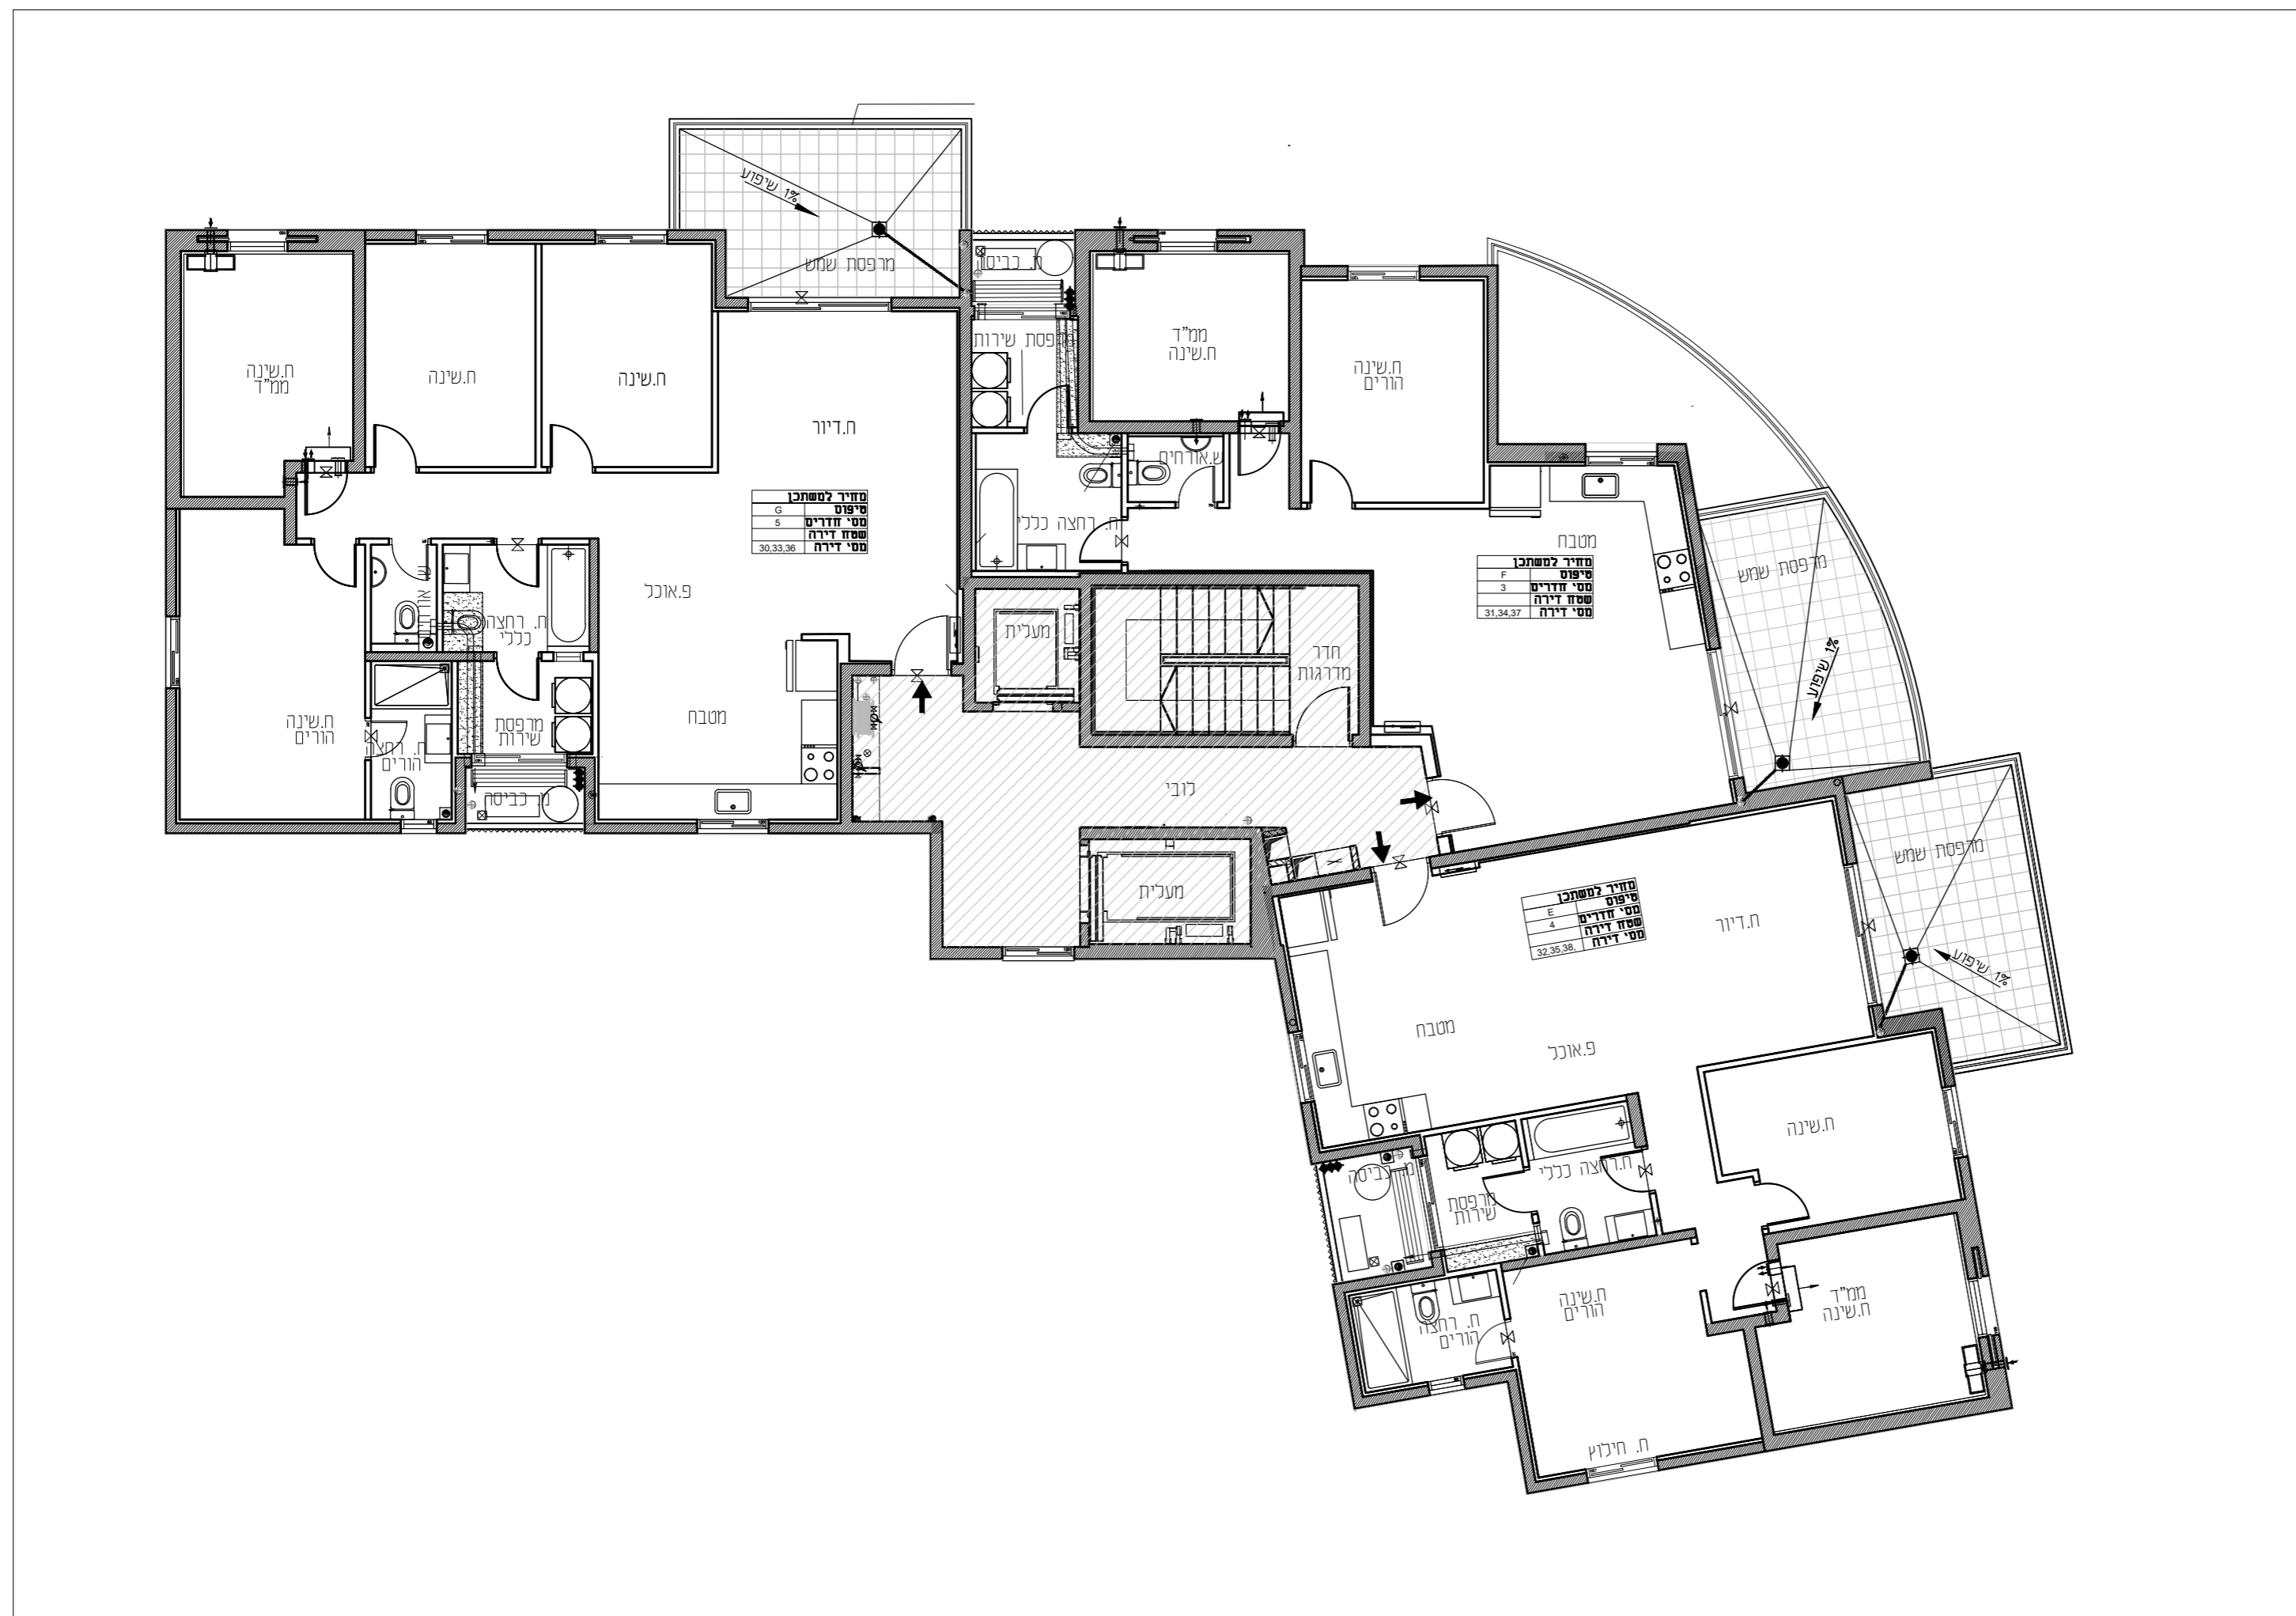 1% שיפוע
מרפסת שמש
ח.שינה
ממ"ד
ח.שינה
ח.שינה
ח.דיור
מחיר למשתכן
טיפוס G
מס' חדרים 5
שטח דירה
מס' דירה 30,33,36
פ.אוכל
ח. רחצה
כללי
מטבח
ח.שינה
הורים
ח. רחצה
הורים
מרפסת
שירות
מ. כביסה
מ. כביסה
מרפסת שירות
ממ"ד
ח.שינה
ח.שינה
הורים
ש.אורחים
ח. רחצה כללי
מטבח
מחיר למשתכן
טיפוס F
מס' חדרים 3
שטח דירה
מס' דירה 31,34,37
מרפסת שמש
1% שיפוע
מעלית
חדר
מדרגות
לובי
מעלית
מחיר למשתכן
טיפוס E
מס' חדרים 4
שטח דירה
מס' דירה 32,35,38,
ח.דיור
מרפסת שמש
1% שיפוע
מטבח
פ.אוכל
ח.שינה
מ. כביסה
מרפסת
שירות
ח.רחצה כללי
ח.שינה
הורים
ח. רחצה
הורים
ממ"ד
ח.שינה
ח. חילוץ